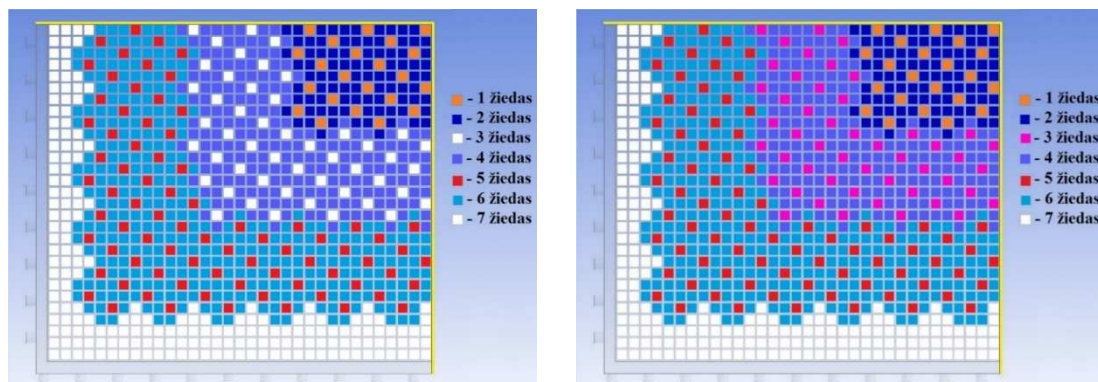 - 1 žiedas
- 2 žiedas
- 3 žiedas
- 4 žiedas
- 5 žiedas
- 6 žiedas
- 7 žiedas
- 1 žiedas
- 2 žiedas
- 3 žiedas
- 4 žiedas
- 5 žiedas
- 6 žiedas
- 7 žiedas